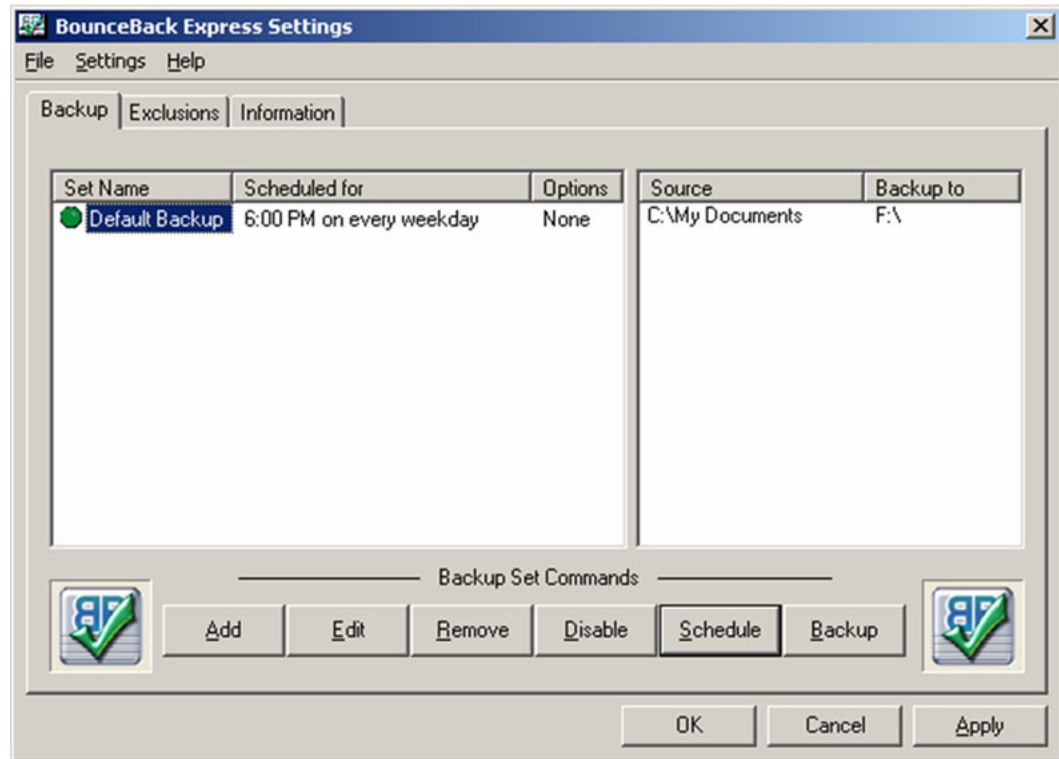 BounceBack Express Settings
File Settings Help
Backup Exclusions Information
Set Name Scheduled for Options Source Backup to
Default Backup 6:00 PM on every weekday None C:\My Documents F:\
Backup Set Commands
Add Edit Remove Disable Schedule Backup
OK Cancel Apply